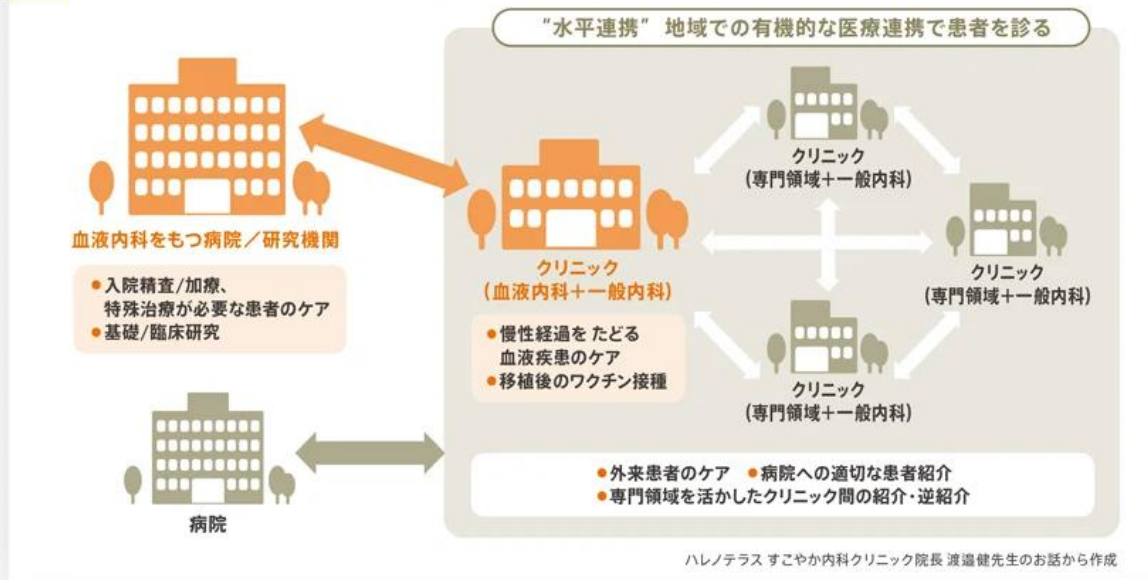 “水平連携” 地域での有機的な医療連携で患者を診る
血液内科をもつ病院／研究機関
●入院精査/加療、
特殊治療が必要な患者のケア
●基礎/臨床研究
病院
クリニック
(血液内科＋一般内科)
●慢性経過を たどる
血液疾患のケア
●移植後のワクチン接種
クリニック
(専門領域＋一般内科)
クリニック
(専門領域＋一般内科)
クリニック
(専門領域＋一般内科)
●外来患者のケア ●病院への適切な患者紹介
●専門領域を活かしたクリニック間の紹介・逆紹介
ハレノテラス すこやか内科クリニック院長 渡邉健先生のお話から作成